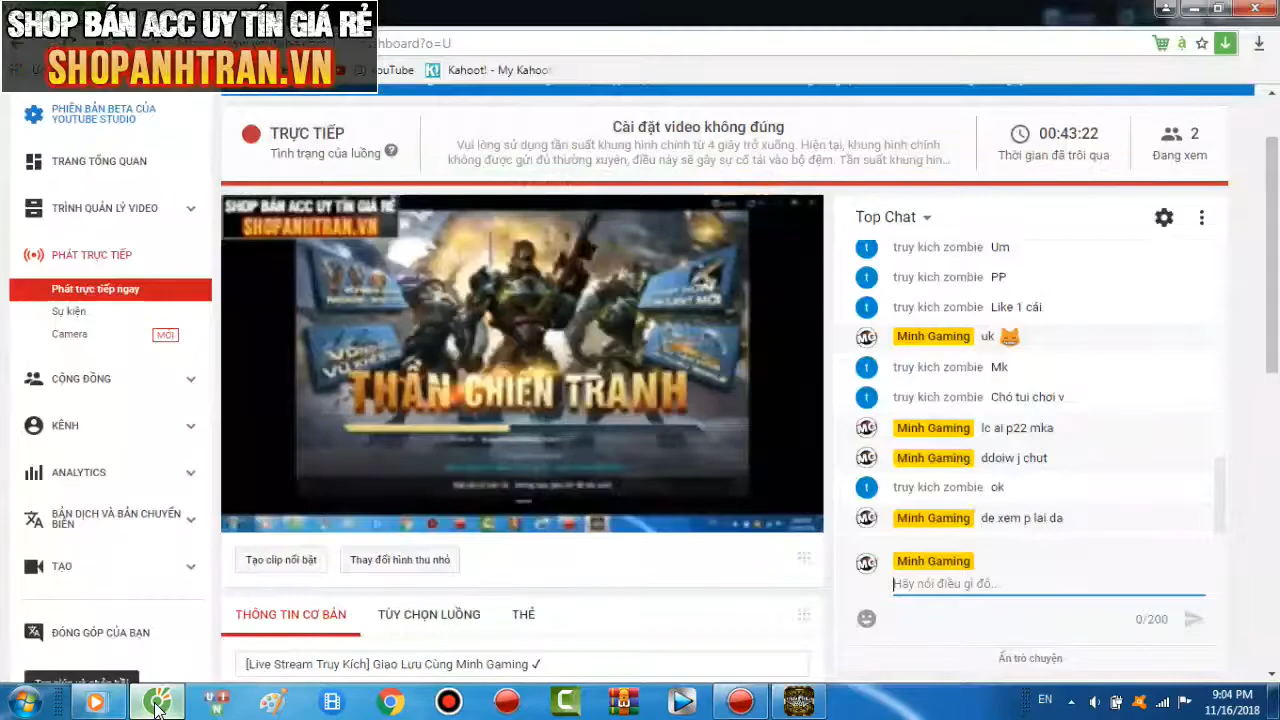 SHOP BÁN ACC UY TÍN GIÁ RẺ
SHOPANHTRAN.VN
hboard?o=U
ouTube
Kahoot! - My Kahoot
PHIÊN BẢN BETA CỦA
YOUTUBE STUDIO
TRANG TỔNG QUAN
TRÌNH QUẢN LÝ VIDEO
PHÁT TRỰC TIẾP
Phát trực tiếp ngay
Sự kiện
Camera
MỚI
CỘNG ĐỒNG
KÊNH
ANALYTICS
BẢN DỊCH VÀ BẢN CHUYỂN
BIÊN
TẠO
ĐÓNG GÓP CỦA BẠN
TRỰC TIẾP
Tình trạng của luồng
Cài đặt video không đúng
Vui lòng sử dụng tần suất khung hình chính từ 4 giây trở xuống. Hiện tại, khung hình chính
không được gửi đủ thường xuyên, điều này sẽ gây sự cố tải vào bộ đệm. Tần suất khung hìn...
00:43:22
Thời gian đã trôi qua
2
Đang xem
SHOP BÁN ACC UY TÍN GIÁ RẺ
SHOPANHTRAN.VN
THẦN CHIẾN TRANH
Tạo clip nổi bật
Thay đổi hình thu nhỏ
THÔNG TIN CƠ BẢN
TÙY CHỌN LUỒNG
THẺ
[Live Stream Truy Kích] Giao Lưu Cùng Minh Gaming ✓
Top Chat
truy kich zombie Um
truy kich zombie PP
truy kich zombie Like 1 cái
Minh Gaming uk
truy kich zombie Mk
truy kich zombie Chó tui chơi v
Minh Gaming lc ai p22 mka
Minh Gaming ddoiw j chut
truy kich zombie ok
Minh Gaming de xem p lai da
Minh Gaming
Hãy nói điều gì đó...
0/200
Ẩn trò chuyện
EN
9:04 PM
11/16/2018